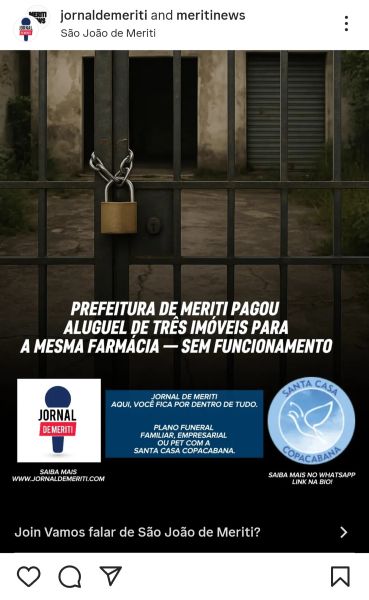 jornaldemeriti and meritinews
São João de Meriti
PREFEITURA DE MERITI PAGOU
ALUGUEL DE TRÊS IMÓVEIS PARA
A MESMA FARMÁCIA — SEM FUNCIONAMENTO
JORNAL
DE MERITI
SAIBA MAIS
WWW.JORNALDEMERITI.COM
JORNAL DE MERITI
AQUI, VOCÊ FICA POR DENTRO DE TUDO.
PLANO FUNERAL
FAMILIAR, EMPRESARIAL
OU PET COM A
SANTA CASA COPACABANA.
SANTA CASA
COPACABANA
SAIBA MAIS NO WHATSAPP
LINK NA BIO!
Join Vamos falar de São João de Meriti?